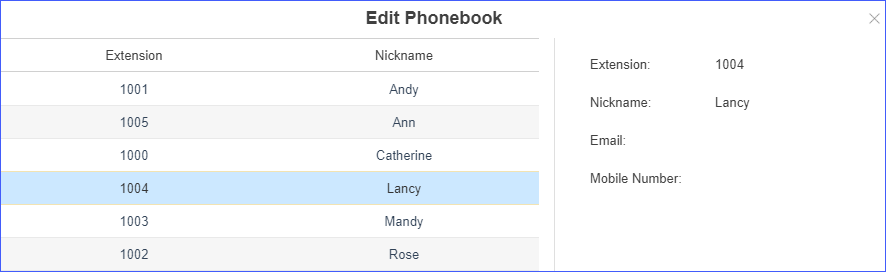 Edit Phonebook
Extension Nickname
1001 Andy
1005 Ann
1000 Catherine
1004 Lancy
1003 Mandy
1002 Rose
Extension: 1004
Nickname: Lancy
Email:
Mobile Number: